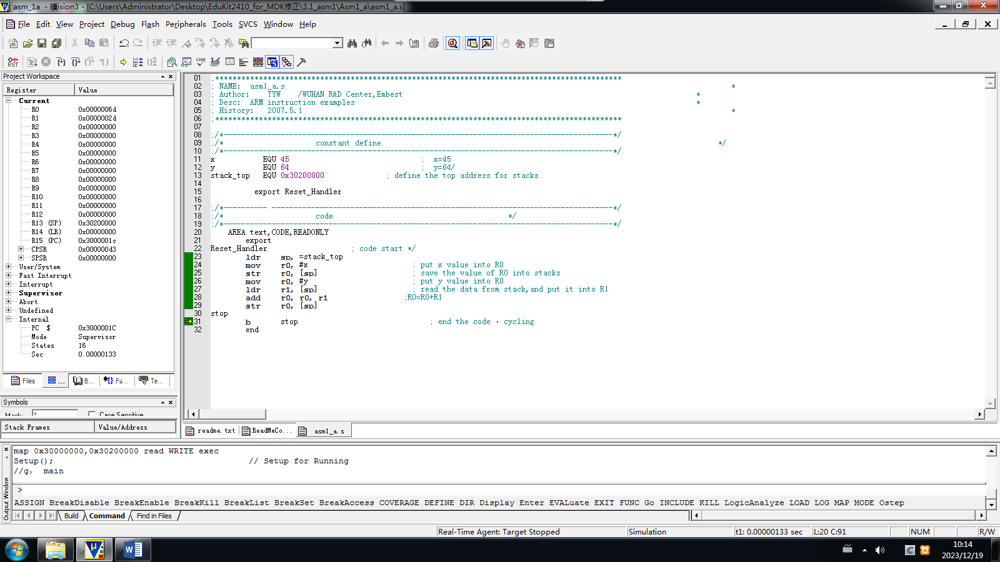 asm_1a - 礦ision3 - [C:\Users\Administrator\Desktop\EduKit2410_for_MDK修正\3.1_asm1\Asm1_a\asm1_a.s]
File Edit View Project Debug Flash Peripherals Tools SVCS Window Help
Project Workspace
Register Value
Current
R0 0x0000006d
R1 0x0000002d
R2 0x00000000
R3 0x00000000
R4 0x00000000
R5 0x00000000
R6 0x00000000
R7 0x00000000
R8 0x00000000
R9 0x00000000
R10 0x00000000
R11 0x00000000
R12 0x00000000
R13 (SP) 0x30200000
R14 (LR) 0x00000000
R15 (PC) 0x3000001c
CPSR 0x000000d3
SPSR 0x00000000
User/System
Fast Interrupt
Interrupt
Supervisor
Abort
Undefined
Internal
PC $ 0x3000001C
Mode Supervisor
States 16
Sec 0.00000133
Files ... B... Fu... Te...
Symbols
Mask: * Case Sensitive
Stack Frames Value/Address
01 ;*********************************************************************************************
02 ; NAME: asm1_a.s *
03 ; Author: TYW /WUHAN R&D Center,Embest *
04 ; Desc: ARM instruction examples *
05 ; History: 2007.5.1 *
06 ;*********************************************************************************************
07
08 ;/*-----------------------------------------------------------------------------------------*/
09 ;/* constant define */
10 ;/*-----------------------------------------------------------------------------------------*/
11 x EQU 45 ; x=45
12 y EQU 64 ; y=64/
13 stack_top EQU 0x30200000 ; define the top address for stacks
14
15 export Reset_Handler
16
17 ;/*---------- ------------------------------------------------------------------------------*/
18 ;/* code */
19 ;/*-----------------------------------------------------------------------------------------*/
20 AREA text,CODE,READONLY
21 export
22 Reset_Handler ; code start */
23 ldr sp, =stack_top
24 mov r0, #x ; put x value into R0
25 str r0, [sp] ; save the value of R0 into stacks
26 mov r0, #y ; put y value into R0
27 ldr r1, [sp] ; read the data from stack,and put it into R1
28 add r0, r0, r1 ;R0=R0+R1
29 str r0, [sp]
30 stop
31 b stop ; end the code ，cycling
32 end
readme.txt ReadMeCo... asm1_a.s
Output Window
map 0x30000000,0x30200000 read WRITE exec
Setup(); // Setup for Running
//g, main
>
ASSIGN BreakDisable BreakEnable BreakKill BreakList BreakSet BreakAccess COVERAGE DEFINE DIR Display Enter EVALuate EXIT FUNC Go INCLUDE KILL LogicAnalyze LOAD LOG MAP MODE Ostep
Build Command Find in Files
Real-Time Agent: Target Stopped Simulation t1: 0.00000133 sec L:20 C:91 NUM R/W
10:14
2023/12/19